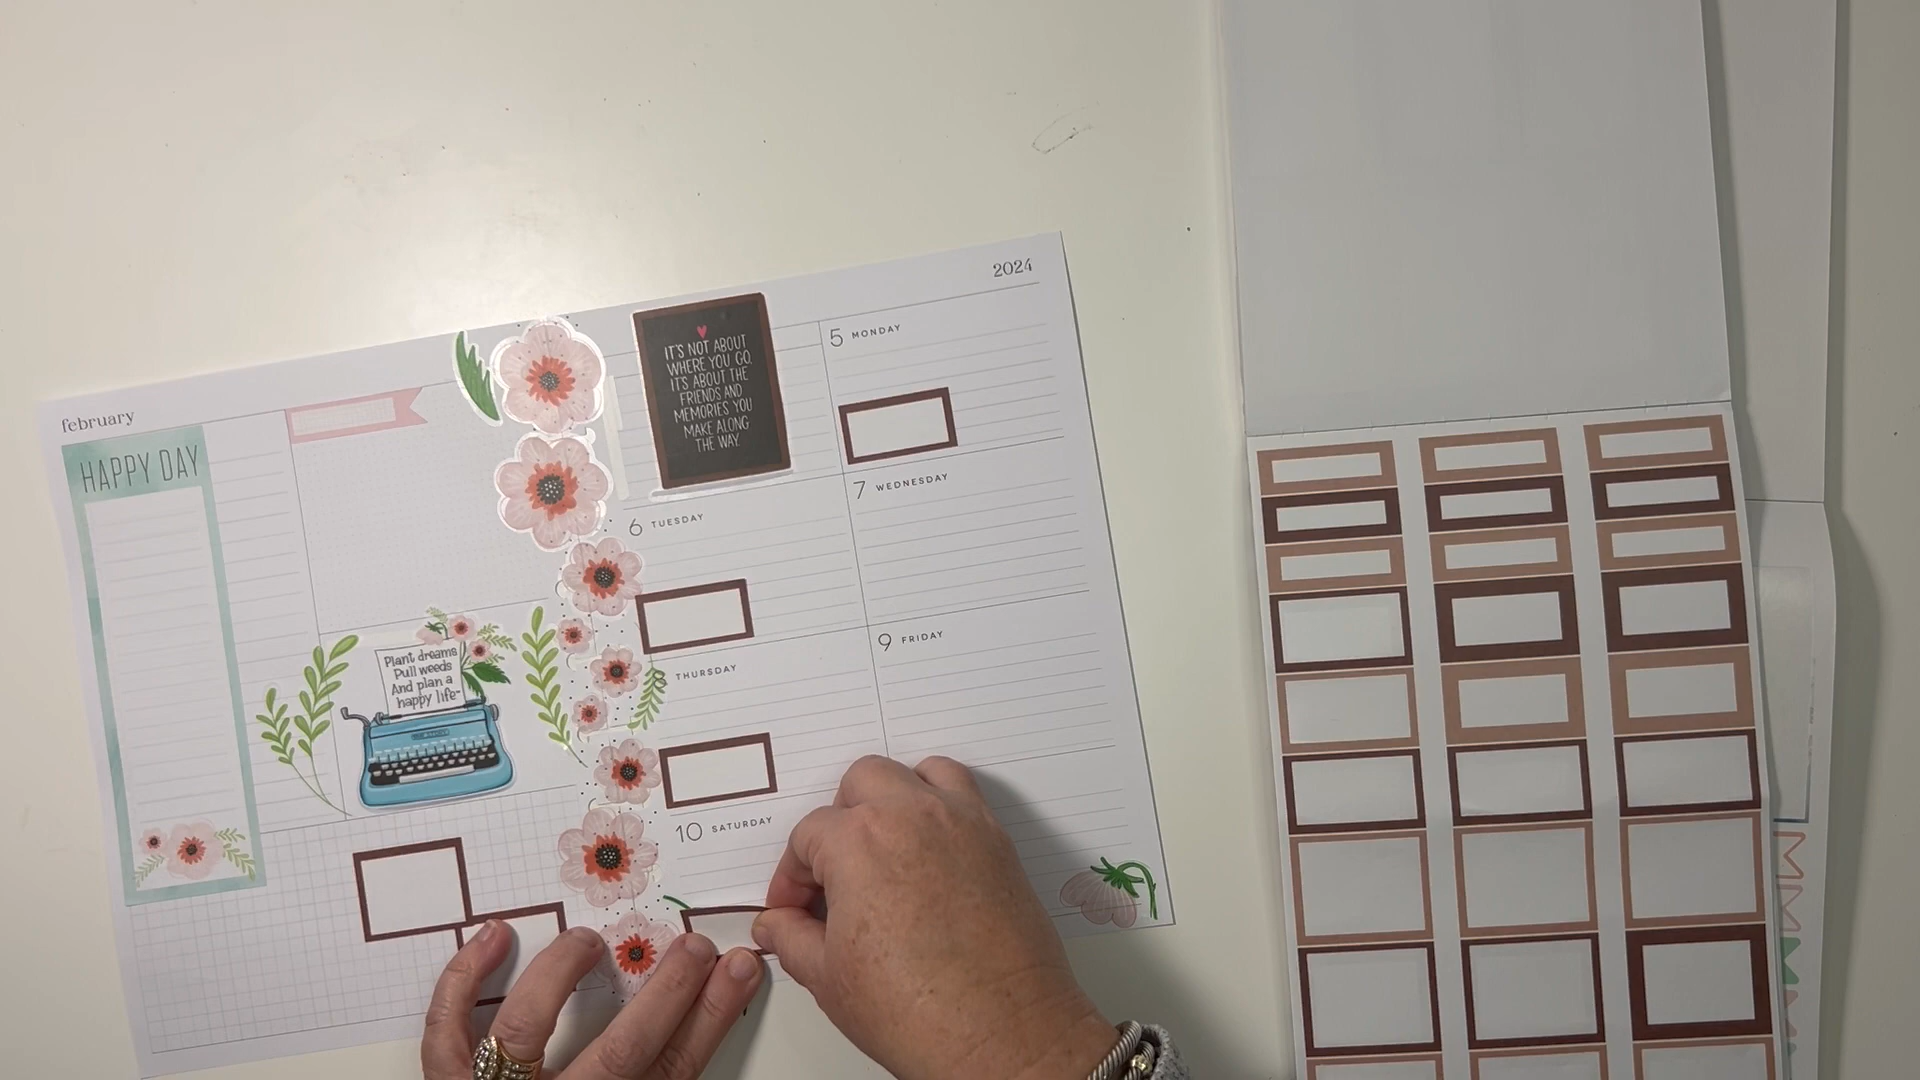 february
2024
HAPPY DAY
IT'S NOT ABOUT
WHERE YOU GO,
IT'S ABOUT THE
FRIENDS AND
MEMORIES YOU
MAKE ALONG
THE WAY.
Plant dreams
Pull weeds
And plan a
happy life~
5 MONDAY
6 TUESDAY
7 WEDNESDAY
8 THURSDAY
9 FRIDAY
10 SATURDAY